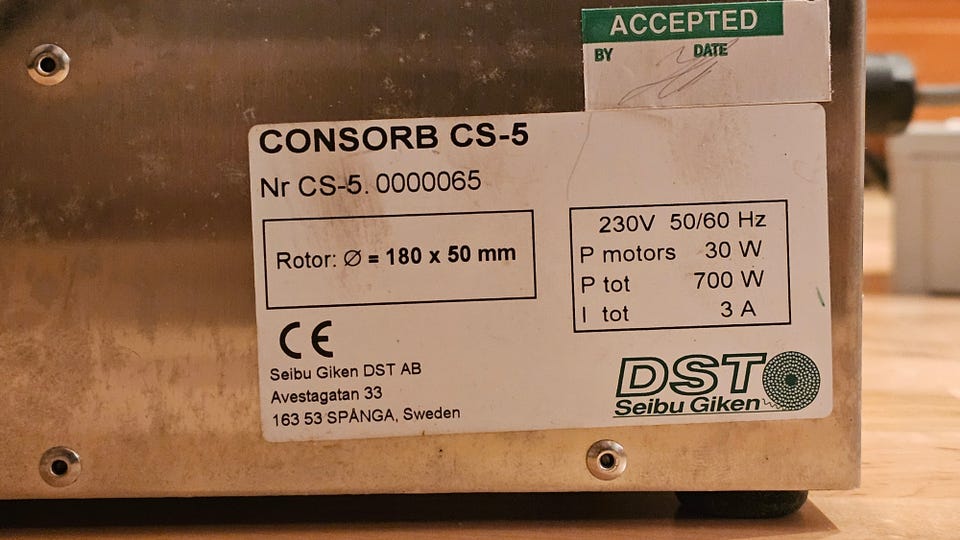 ACCEPTED
BY DATE
CONSORB CS-5
Nr CS-5. 0000065
Rotor: Ø = 180 x 50 mm
230V 50/60 Hz
P motors 30 W
P tot 700 W
I tot 3 A
CE
Seibu Giken DST AB
Avestagatan 33
163 53 SPÅNGA, Sweden
DST
Seibu Giken